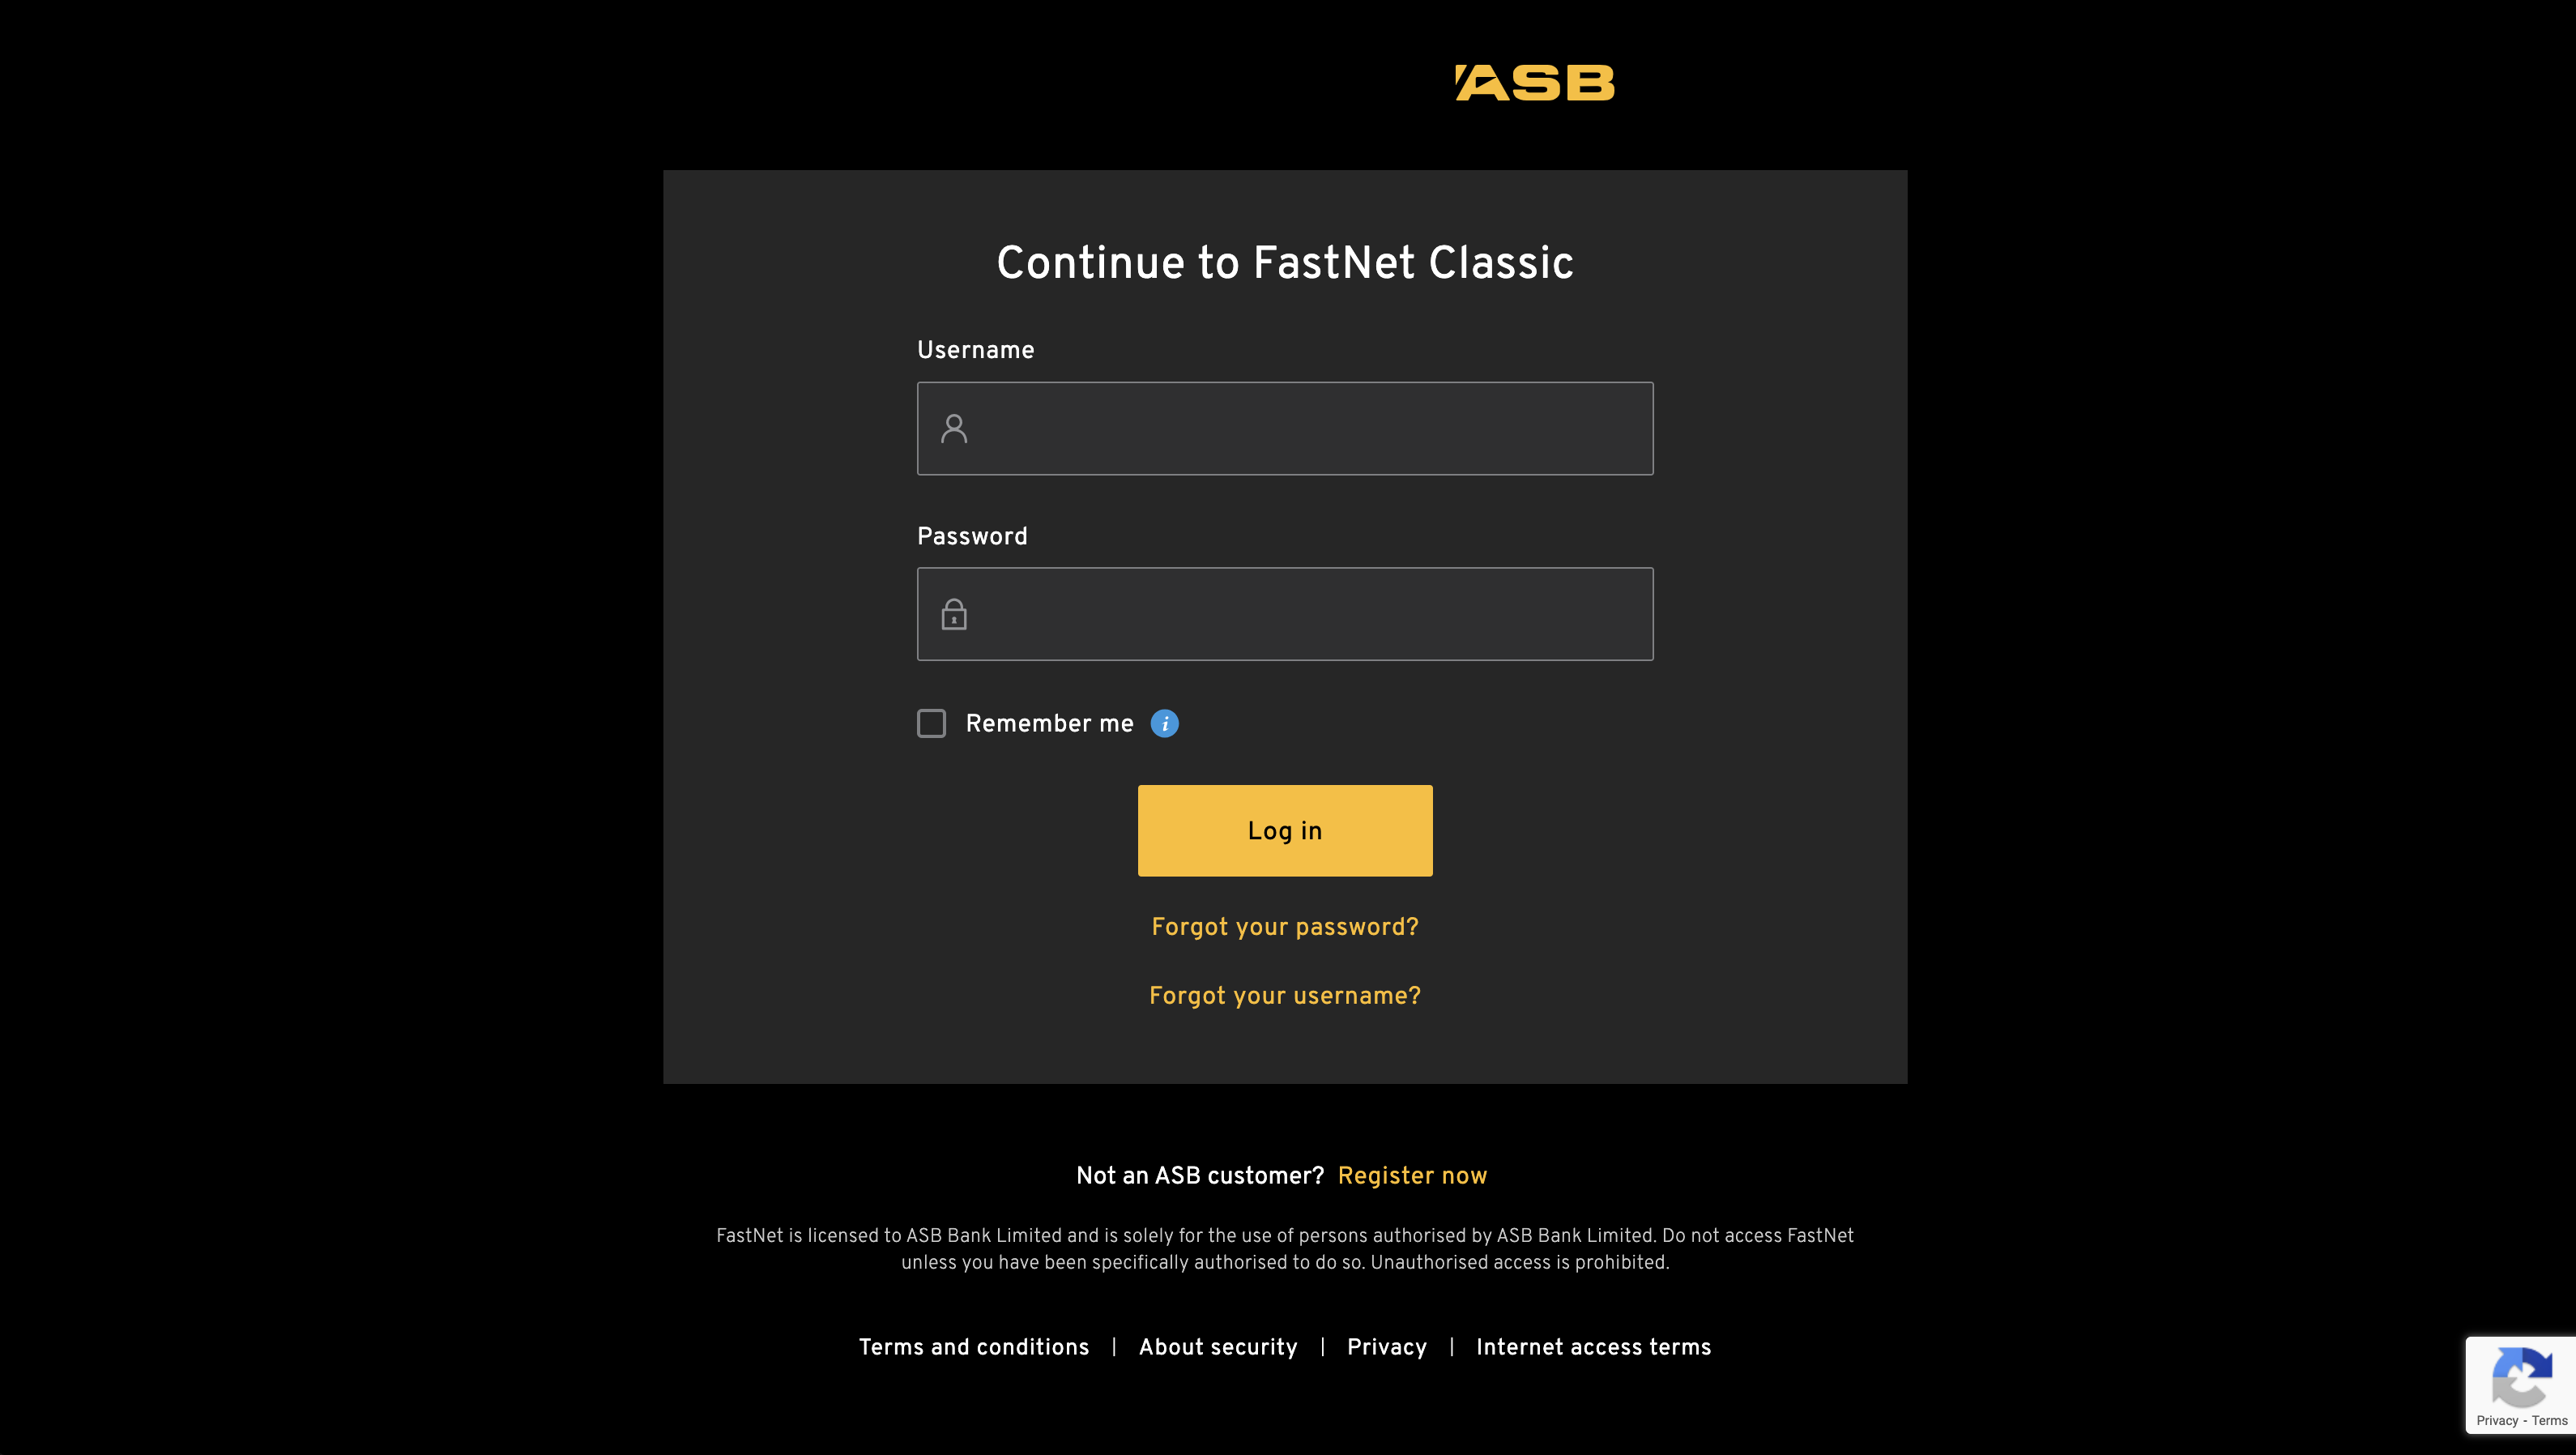 ASB
Continue to FastNet Classic
Username
Password
Remember me i
Log in
Forgot your password?
Forgot your username?
Not an ASB customer? Register now
FastNet is licensed to ASB Bank Limited and is solely for the use of persons authorised by ASB Bank Limited. Do not access FastNet
unless you have been specifically authorised to do so. Unauthorised access is prohibited.
Terms and conditions | About security | Privacy | Internet access terms
Privacy - Terms